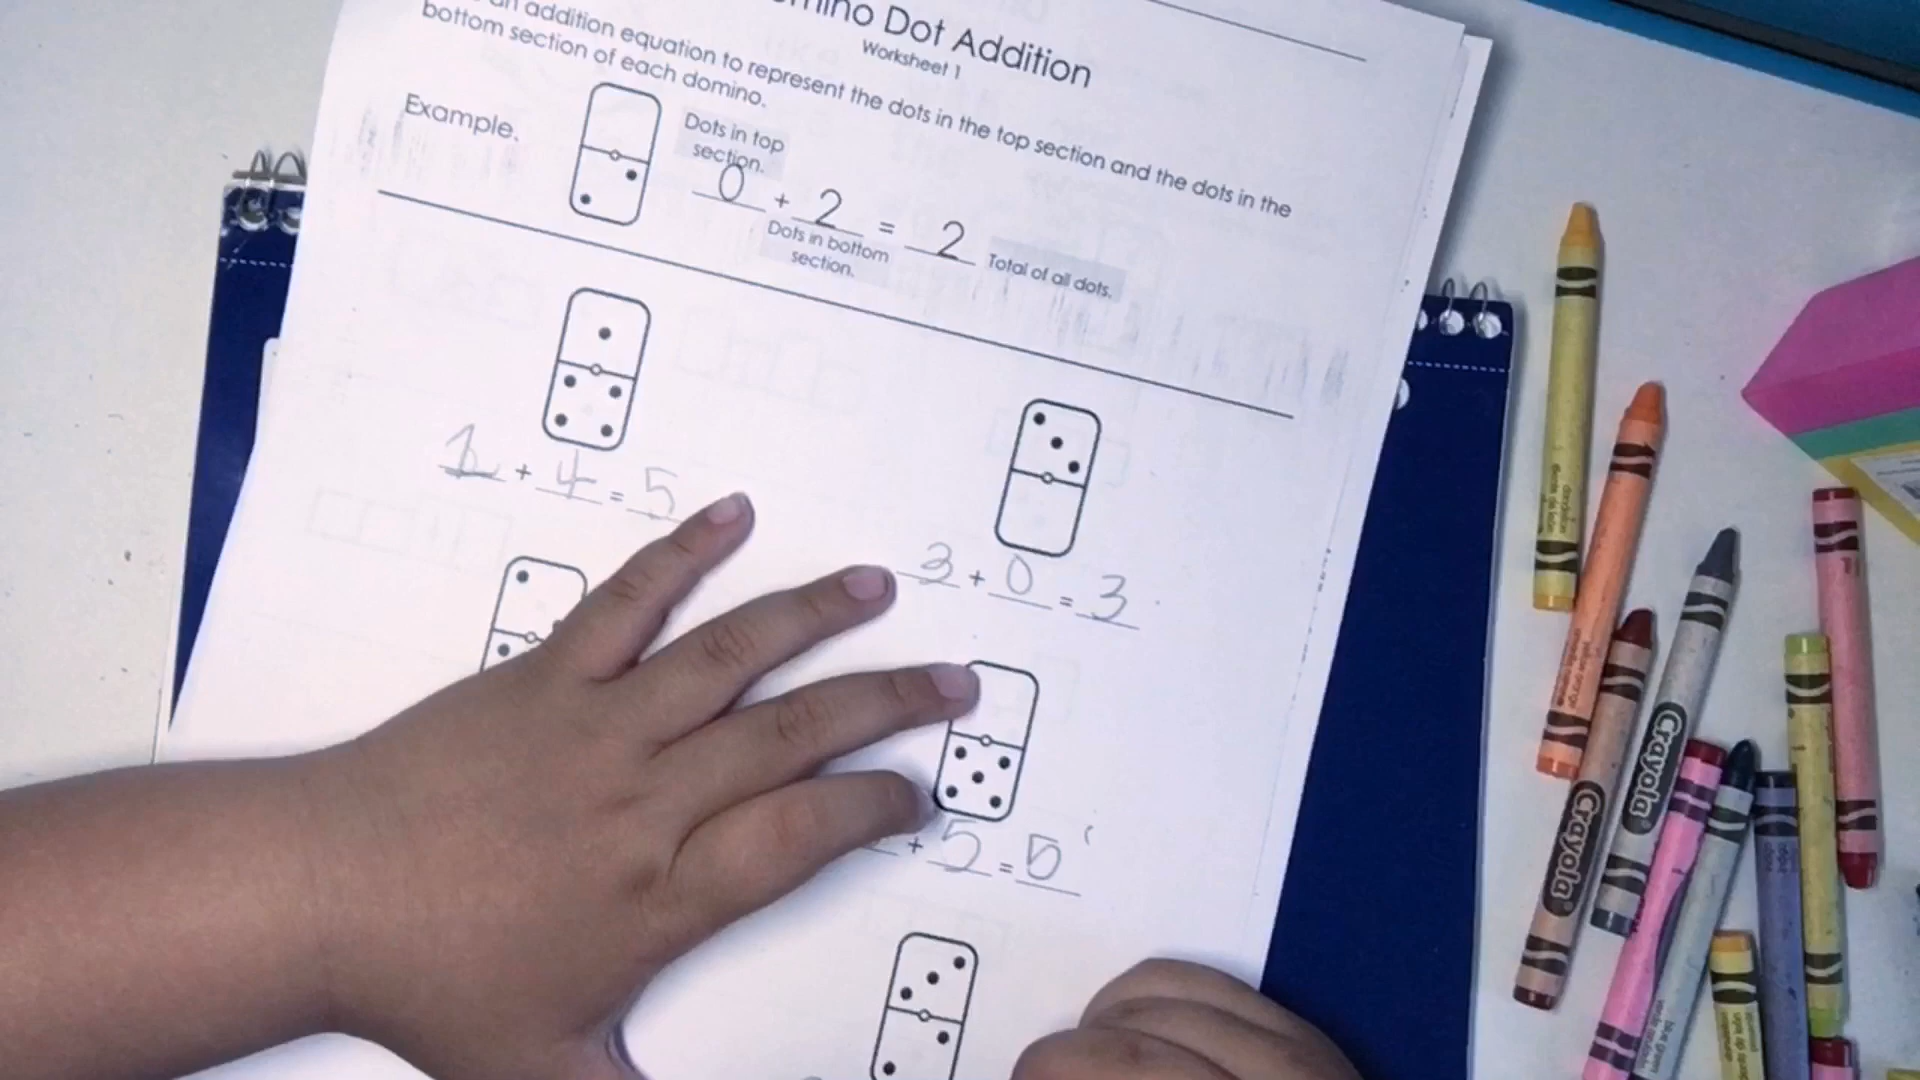 Dot Addition
Worksheet 1
addition equation to represent the dots in the top section and the dots in the
bottom section of each domino.
Example.
Dots in top
section.
0 + 2 = 2
Dots in bottom
section.
Total of all dots.
1 + 4 = 5
3 + 0 = 3
+ 5 = 5
Crayola
Crayola